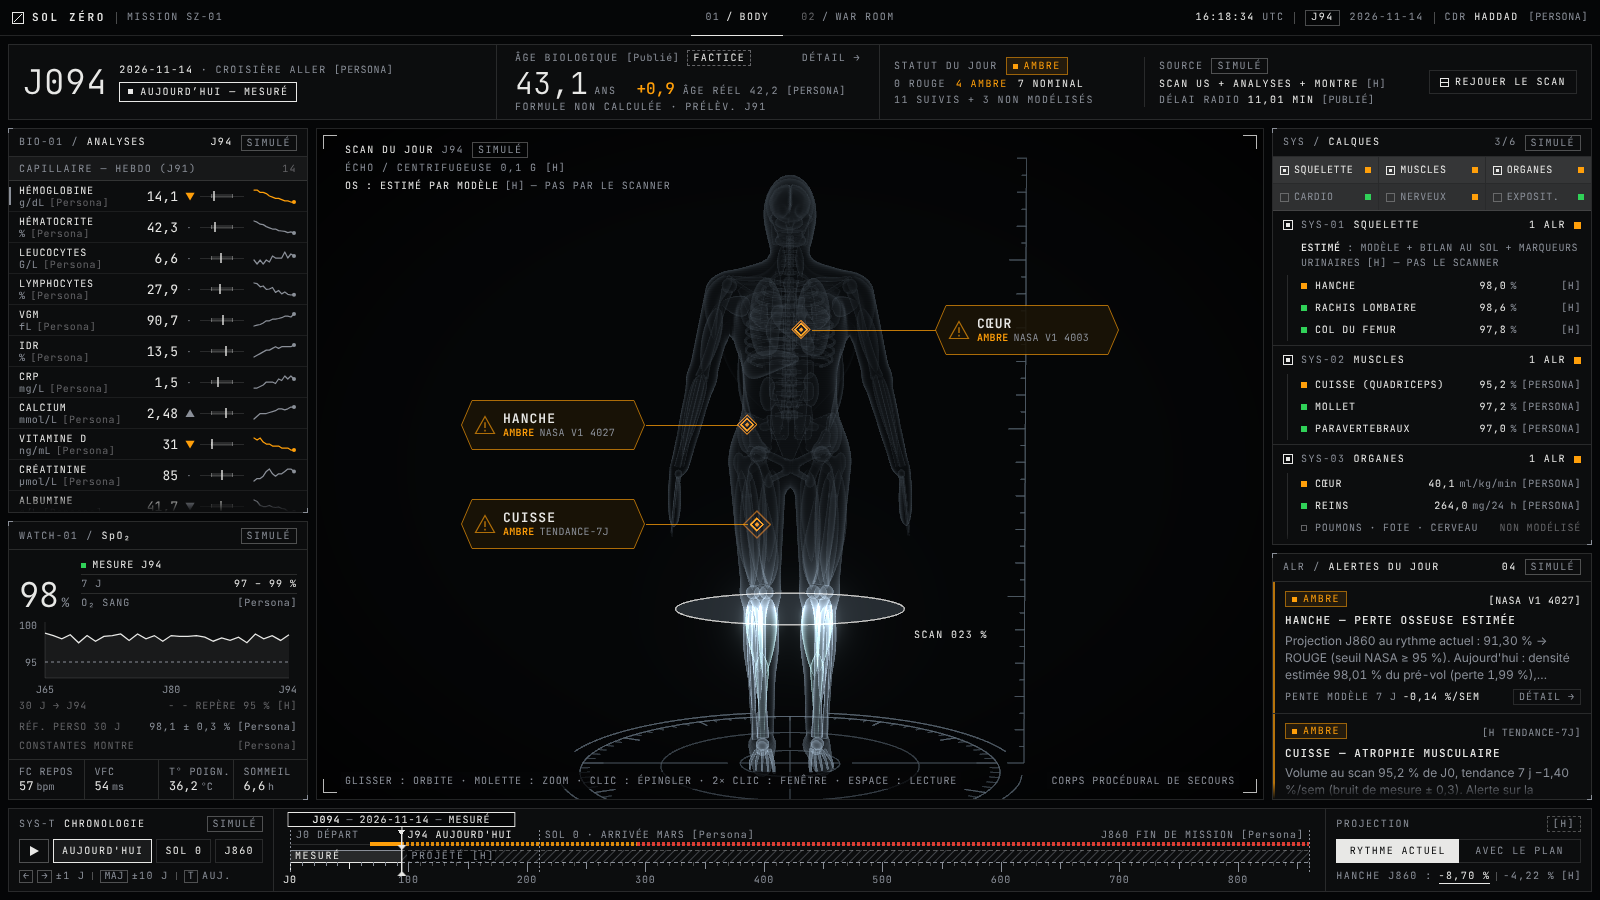 SOL ZÉRO | MISSION SZ-01
01 / BODY
02 / WAR ROOM
16:18:34 UTC | J94 2026-11-14 | CDR HADDAD [PERSONA]
J094
2026-11-14 · CROISIÈRE ALLER [PERSONA]
AUJOURD'HUI — MESURÉ
ÂGE BIOLOGIQUE [Publié] FACTICE
DÉTAIL →
43,1 ANS +0,9 ÂGE RÉEL 42,2 [PERSONA]
FORMULE NON CALCULÉE · PRÉLÈV. J91
STATUT DU JOUR AMBRE
0 ROUGE 4 AMBRE 7 NOMINAL
11 SUIVIS + 3 NON MODÉLISÉS
SOURCE SIMULÉ
SCAN US + ANALYSES + MONTRE [H]
DÉLAI RADIO 11,01 MIN [PUBLIÉ]
REJOUER LE SCAN
BIO-01 / ANALYSES J94 SIMULÉ
CAPILLAIRE — HEBDO (J91) 14
HÉMOGLOBINE 14,1
g/dL [Persona]
HÉMATOCRITE 42,3
% [Persona]
LEUCOCYTES 6,6
G/L [Persona]
LYMPHOCYTES 27,9
% [Persona]
VGM 90,7
fL [Persona]
IDR 13,5
% [Persona]
CRP 1,5
mg/L [Persona]
CALCIUM 2,48
mmol/L [Persona]
VITAMINE D 31
ng/mL [Persona]
CRÉATININE 85
µmol/L [Persona]
ALBUMINE 41,7
WATCH-01 / SpO₂ SIMULÉ
98 %
MESURE J94
7 J 97 – 99 %
O₂ SANG [Persona]
100
95
J65 J80 J94
30 J → J94 - - REPÈRE 95 % [H]
RÉF. PERSO 30 J 98,1 ± 0,3 % [Persona]
CONSTANTES MONTRE [Persona]
FC REPOS VFC T° POIGN. SOMMEIL
57 bpm 54 ms 36,2 °C 6,6 h
SCAN DU JOUR J94 SIMULÉ
ÉCHO / CENTRIFUGEUSE 0,1 G [H]
OS : ESTIMÉ PAR MODÈLE [H] — PAS PAR LE SCANNER
CŒUR
AMBRE NASA V1 4003
HANCHE
AMBRE NASA V1 4027
CUISSE
AMBRE TENDANCE-7J
SCAN 023 %
GLISSER : ORBITE · MOLETTE : ZOOM · CLIC : ÉPINGLER · 2× CLIC : FENÊTRE · ESPACE : LECTURE
CORPS PROCÉDURAL DE SECOURS
SYS / CALQUES 3/6 SIMULÉ
SQUELETTE MUSCLES ORGANES
CARDIO NERVEUX EXPOSIT.
SYS-01 SQUELETTE 1 ALR
ESTIMÉ : MODÈLE + BILAN AU SOL + MARQUEURS
URINAIRES [H] — PAS LE SCANNER
HANCHE 98,0 % [H]
RACHIS LOMBAIRE 98,6 % [H]
COL DU FEMUR 97,8 % [H]
SYS-02 MUSCLES 1 ALR
CUISSE (QUADRICEPS) 95,2 % [PERSONA]
MOLLET 97,2 % [PERSONA]
PARAVERTEBRAUX 97,0 % [PERSONA]
SYS-03 ORGANES 1 ALR
CŒUR 40,1 ml/kg/min [PERSONA]
REINS 264,0 mg/24 h [PERSONA]
POUMONS · FOIE · CERVEAU NON MODÉLISÉ
ALR / ALERTES DU JOUR 04 SIMULÉ
AMBRE [NASA V1 4027]
HANCHE — PERTE OSSEUSE ESTIMÉE
Projection J860 au rythme actuel : 91,30 % →
ROUGE (seuil NASA ≥ 95 %). Aujourd'hui : densité
estimée 98,01 % du pré-vol (perte 1,99 %),…
PENTE MODÈLE 7 J -0,14 %/SEM DÉTAIL →
AMBRE [H TENDANCE-7J]
CUISSE — ATROPHIE MUSCULAIRE
Volume au scan 95,2 % de J0, tendance 7 j −1,40
%/sem (bruit de mesure ± 0,3). Alerte sur la
SYS-T CHRONOLOGIE SIMULÉ
AUJOURD'HUI SOL 0 J860
← → ±1 J | MAJ ±10 J | T AUJ.
J094 — 2026-11-14 — MESURÉ
J0 DÉPART J94 AUJOURD'HUI SOL 0 · ARRIVÉE MARS [Persona] J860 FIN DE MISSION [Persona]
MESURÉ PROJETÉ [H]
J0 100 200 300 400 500 600 700 800
PROJECTION [H]
RYTHME ACTUEL AVEC LE PLAN
HANCHE J860 : -8,70 % | -4,22 % [H]